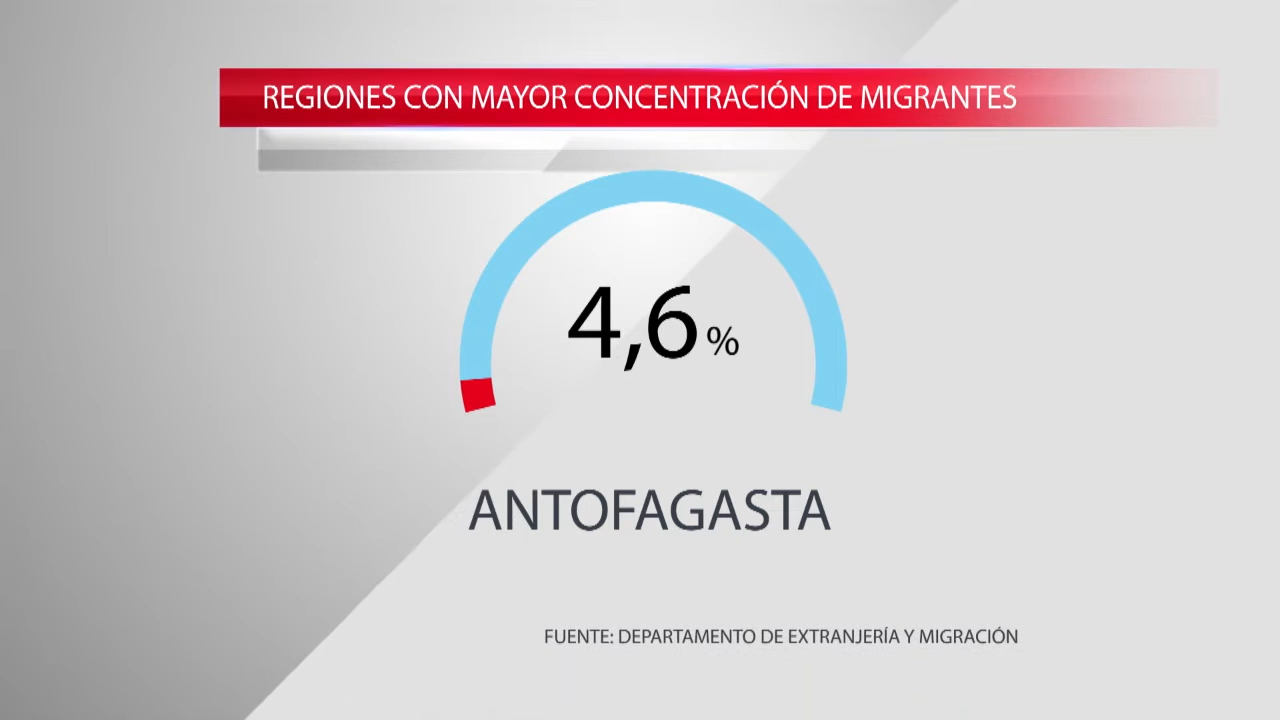 REGIONES CON MAYOR CONCENTRACIÓN DE MIGRANTES
4,6 %
ANTOFAGASTA
FUENTE: DEPARTAMENTO DE EXTRANJERÍA Y MIGRACIÓN